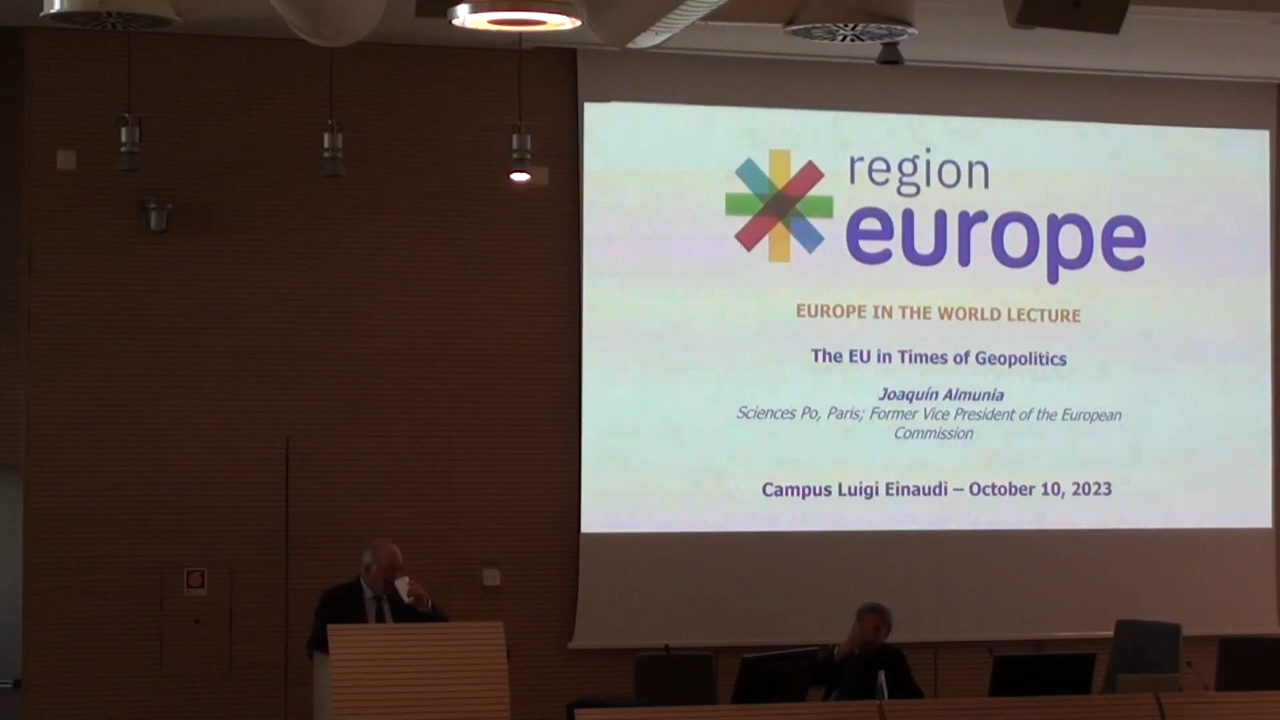 region
europe
EUROPE IN THE WORLD LECTURE
The EU in Times of Geopolitics
Joaquín Almunia
Sciences Po, Paris; Former Vice President of the European
Commission
Campus Luigi Einaudi – October 10, 2023